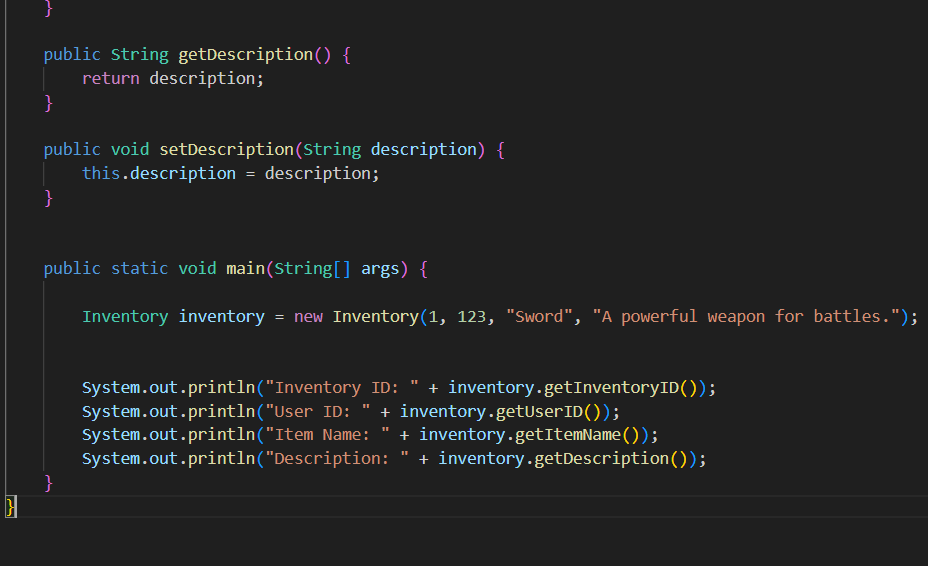 }
public String getDescription() {
return description;
}
public void setDescription(String description) {
this.description = description;
}
public static void main(String[] args) {
Inventory inventory = new Inventory(1, 123, "Sword", "A powerful weapon for battles.");
System.out.println("Inventory ID: " + inventory.getInventoryID());
System.out.println("User ID: " + inventory.getUserID());
System.out.println("Item Name: " + inventory.getItemName());
System.out.println("Description: " + inventory.getDescription());
}
}